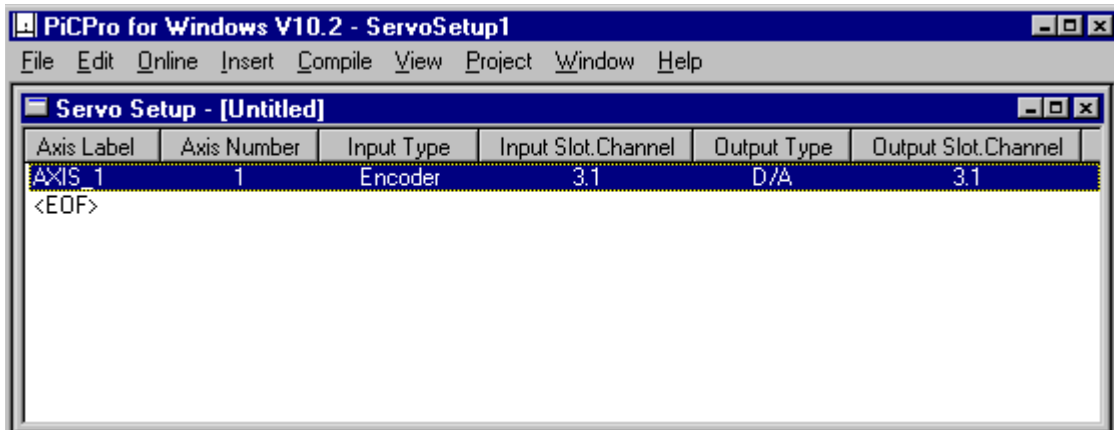 PiCPro for Windows V10.2 - ServoSetup1
File Edit Online Insert Compile View Project Window Help
Servo Setup - [Untitled]
Axis Label Axis Number Input Type Input Slot.Channel Output Type Output Slot.Channel
AXIS_1 1 Encoder 3.1 D/A 3.1
<EOF>